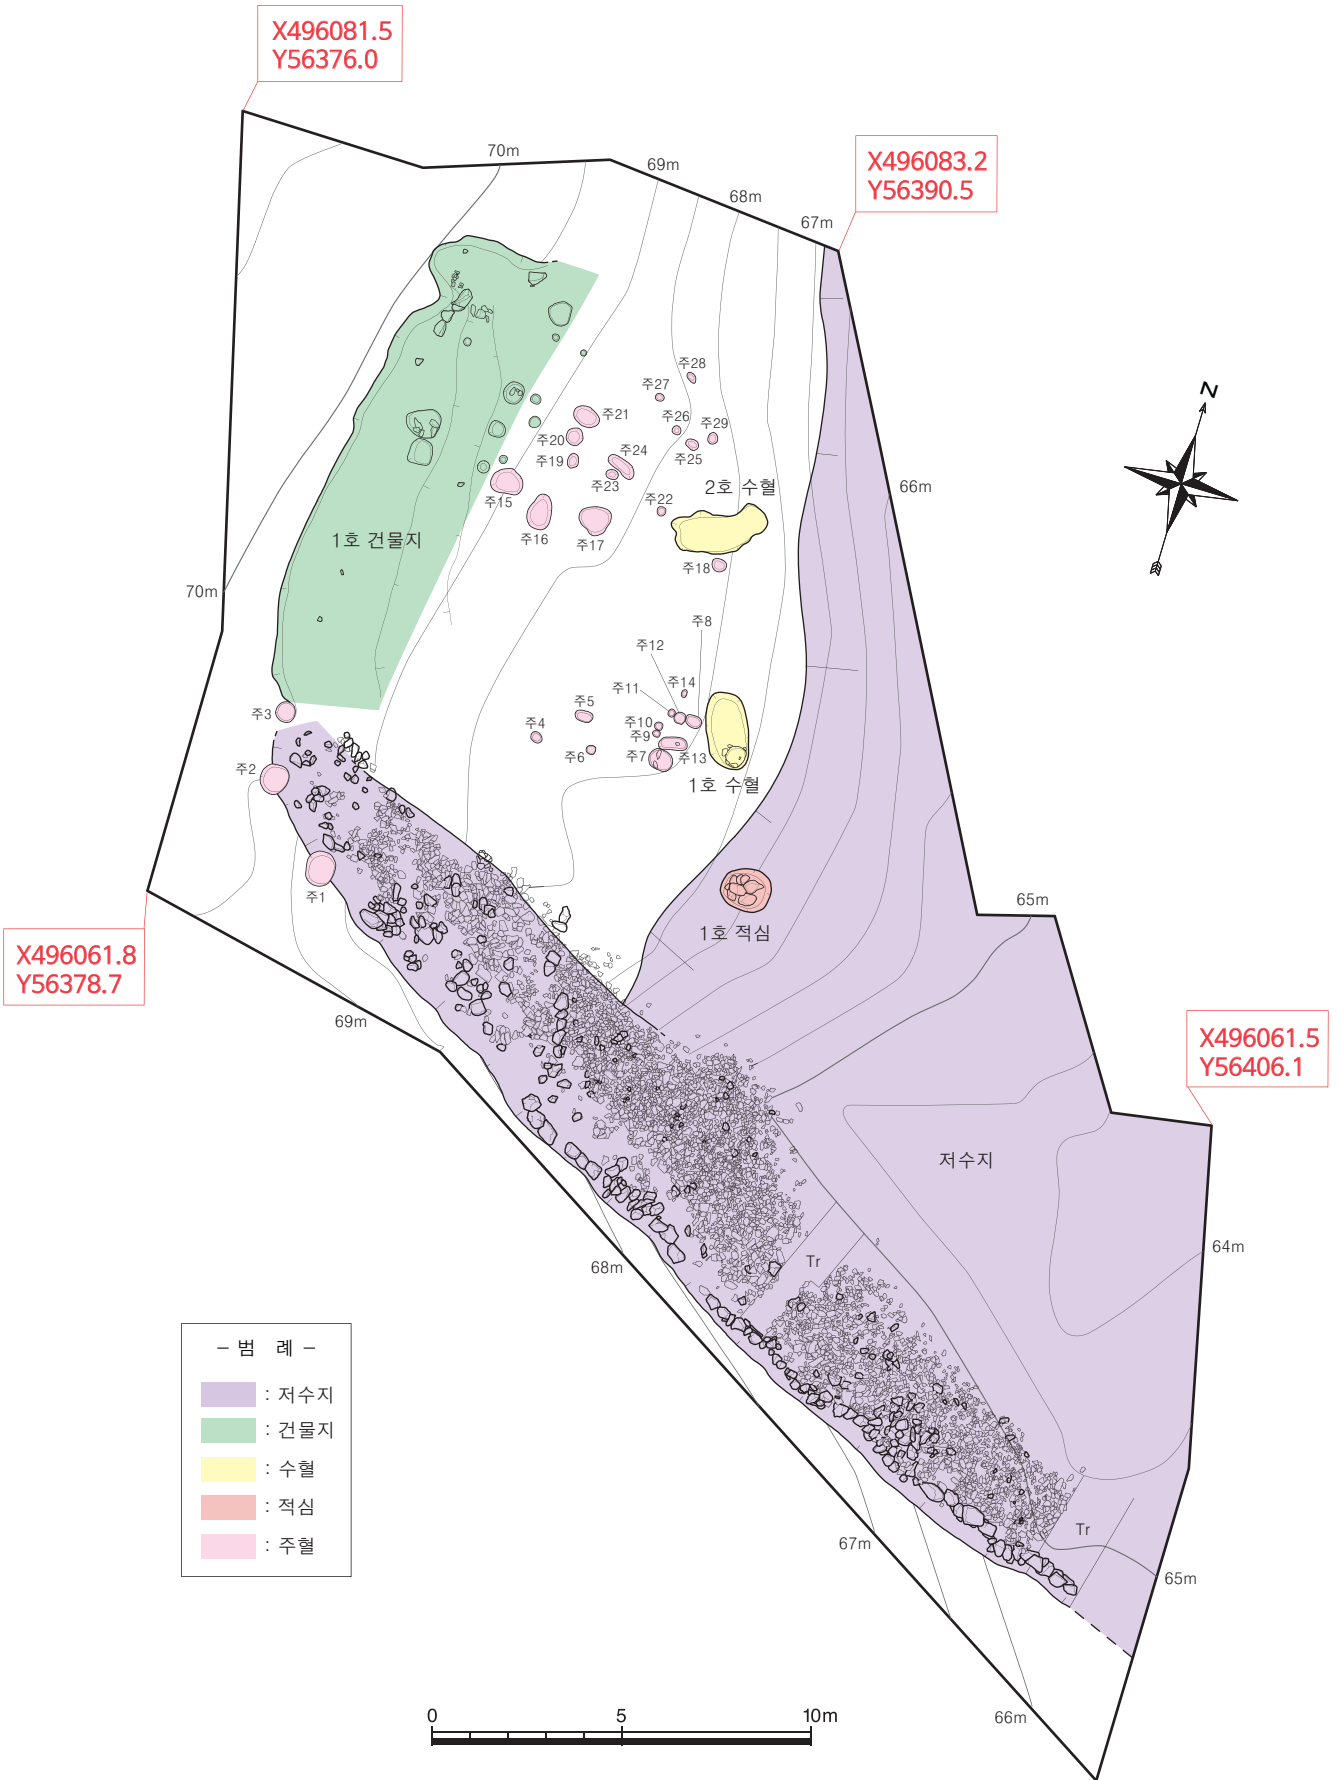 X496081.5
Y56376.0
X496083.2
Y56390.5
70m
69m
68m
67m
N
주28
주27
주21
주26
주29
주20
주24
주25
주19
주23
주15
2호 수혈
66m
주22
주16
주17
1호 건물지
주18
70m
주8
주12
주14
주11
주5
주3
주4
주10
주9
주6
주7
주13
주2
1호 수혈
주1
65m
1호 적심
X496061.8
Y56378.7
69m
X496061.5
Y56406.1
저수지
64m
Tr
68m
– 범 례 –
: 저수지
: 건물지
: 수혈
: 적심
: 주혈
Tr
67m
65m
66m
0 5 10m